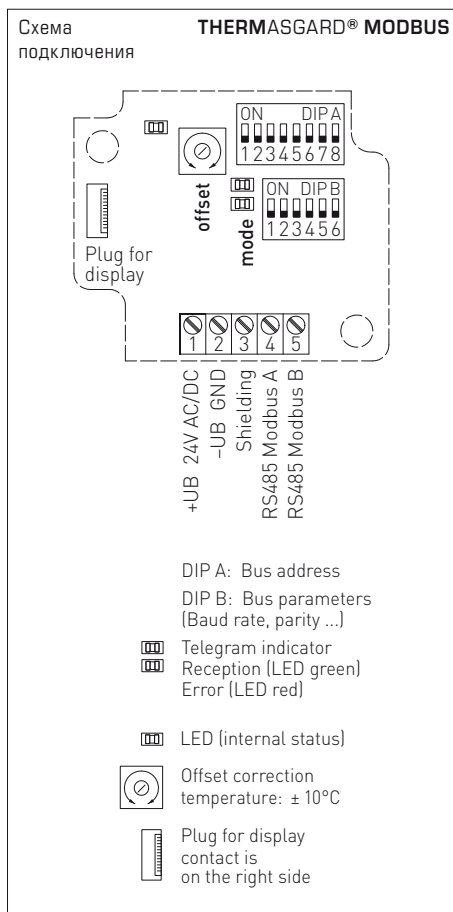 Схема
подключения
THERMASGARD® MODBUS
ON DIP A
1 2 3 4 5 6 7 8
offset
ON DIP B
mode
1 2 3 4 5 6
Plug for
display
1 2 3 4 5
+UB 24V AC/DC
–UB GND
Shielding
RS485 Modbus A
RS485 Modbus B
DIP A: Bus address
DIP B: Bus parameters
(Baud rate, parity ...)
Telegram indicator
Reception (LED green)
Error (LED red)
LED (internal status)
Offset correction
temperature: ± 10°C
Plug for display
contact is
on the right side